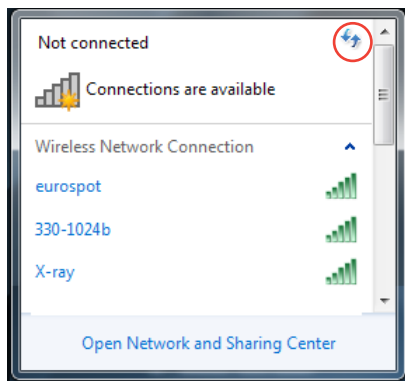 Not connected
Connections are available
Wireless Network Connection
eurospot
330-1024b
X-ray
Open Network and Sharing Center